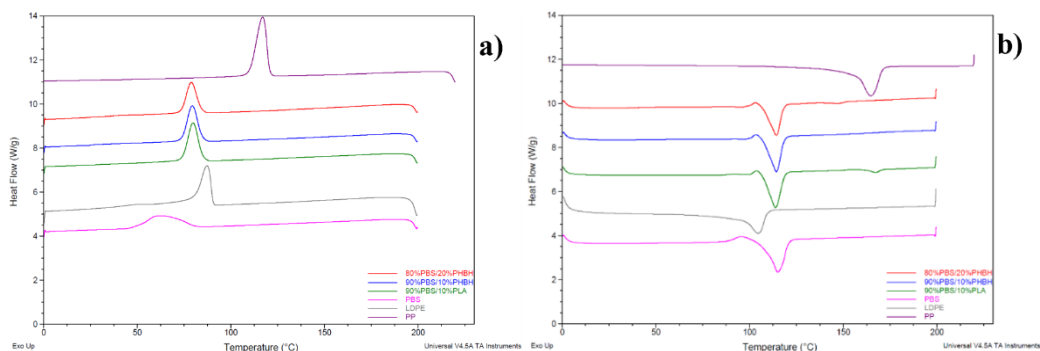 a)
14
12
10
8
6
4
2
0
Heat Flow (W/g)
80%PBS/20%PHBH
90%PBS/10%PHBH
90%PBS/10%PLA
PBS
LDPE
PP
0
50
100
150
200
Exo Up
Temperature (°C)
Universal V4.5A TA Instruments
b)
14
12
10
8
6
4
2
0
Heat Flow (W/g)
80%PBS/20%PHBH
90%PBS/10%PHBH
90%PBS/10%PLA
PBS
LDPE
PP
0
50
100
150
200
Exo Up
Temperature (°C)
Universal V4.5A TA Instruments